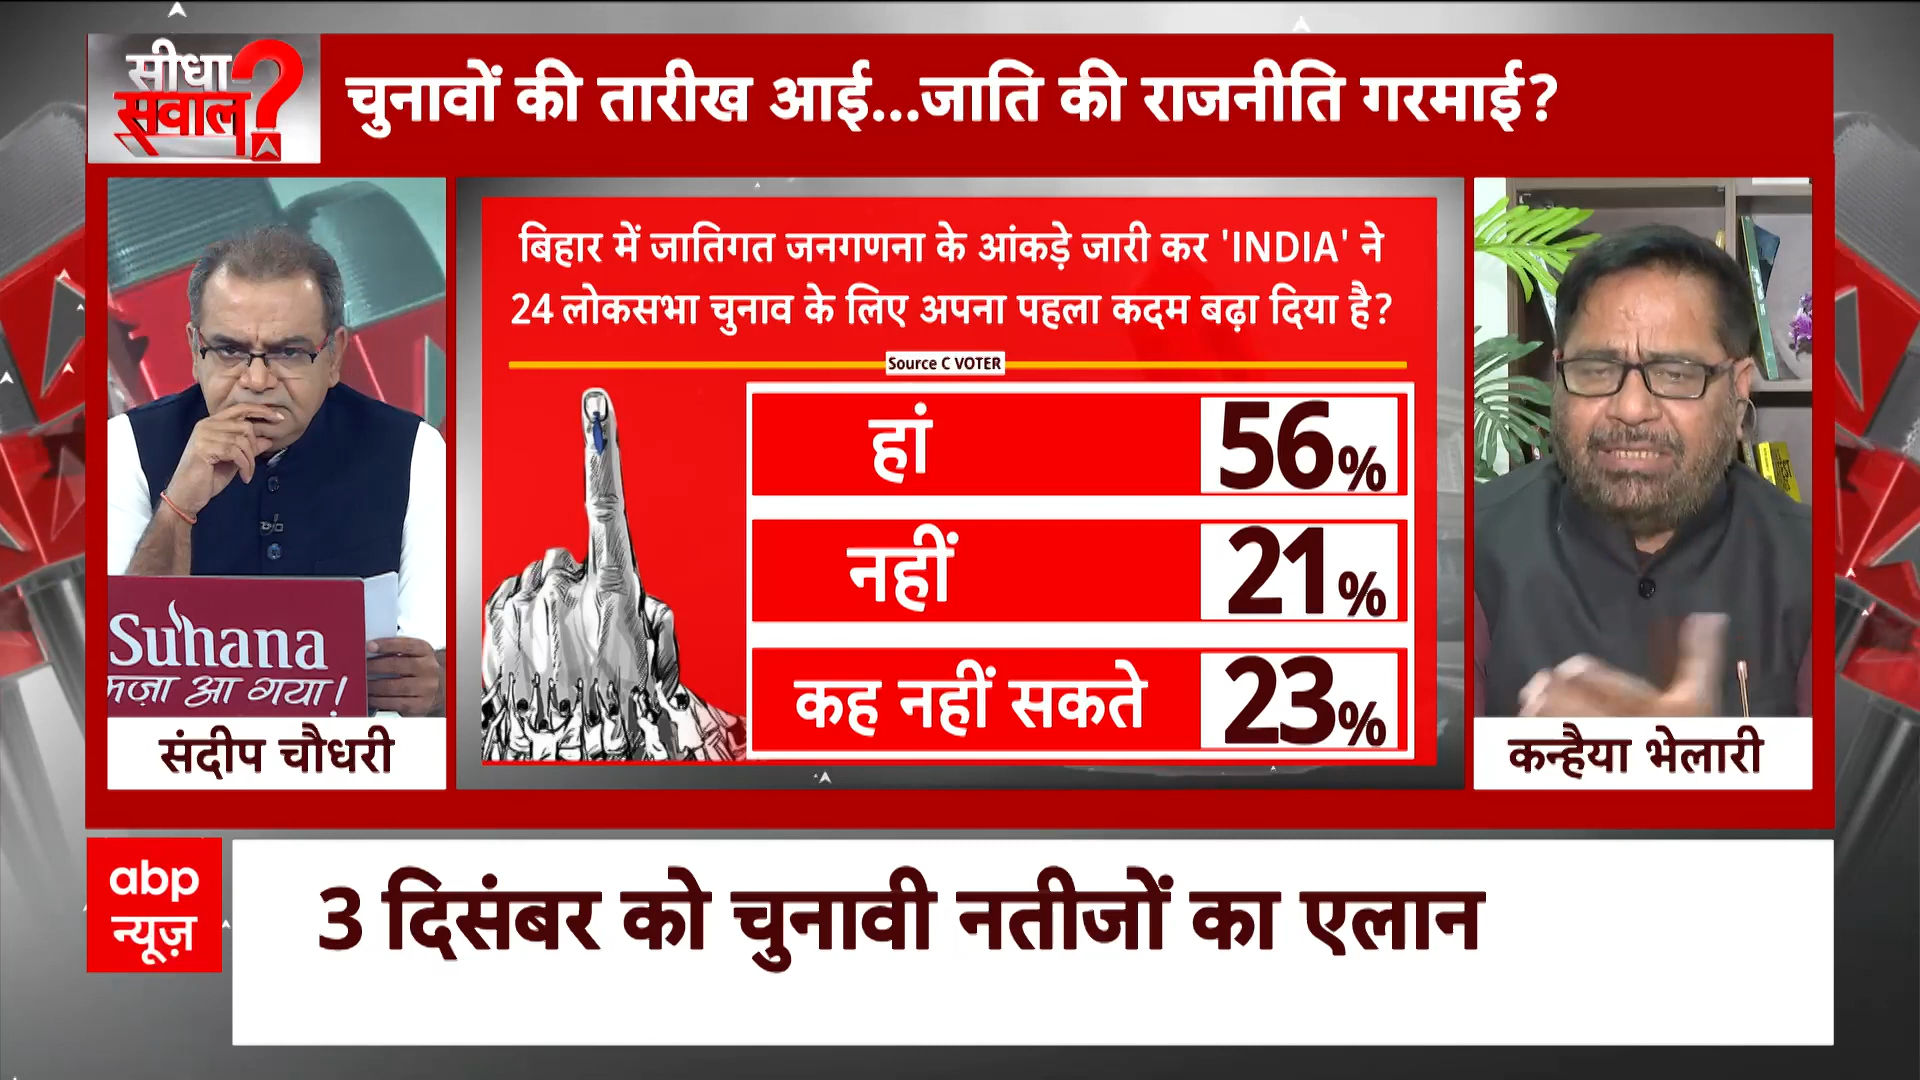 सीधा
सवाल?
चुनावों की तारीख आई...जाति की राजनीति गरमाई?
बिहार में जातिगत जनगणना के आंकड़े जारी कर 'INDIA' ने
24 लोकसभा चुनाव के लिए अपना पहला कदम बढ़ा दिया है?
Source C VOTER
हां 56%
नहीं 21%
कह नहीं सकते 23%
Suhana
मज़ा आ गया!
संदीप चौधरी
कन्हैया भेलारी
abp
न्यूज़
3 दिसंबर को चुनावी नतीजों का एलान